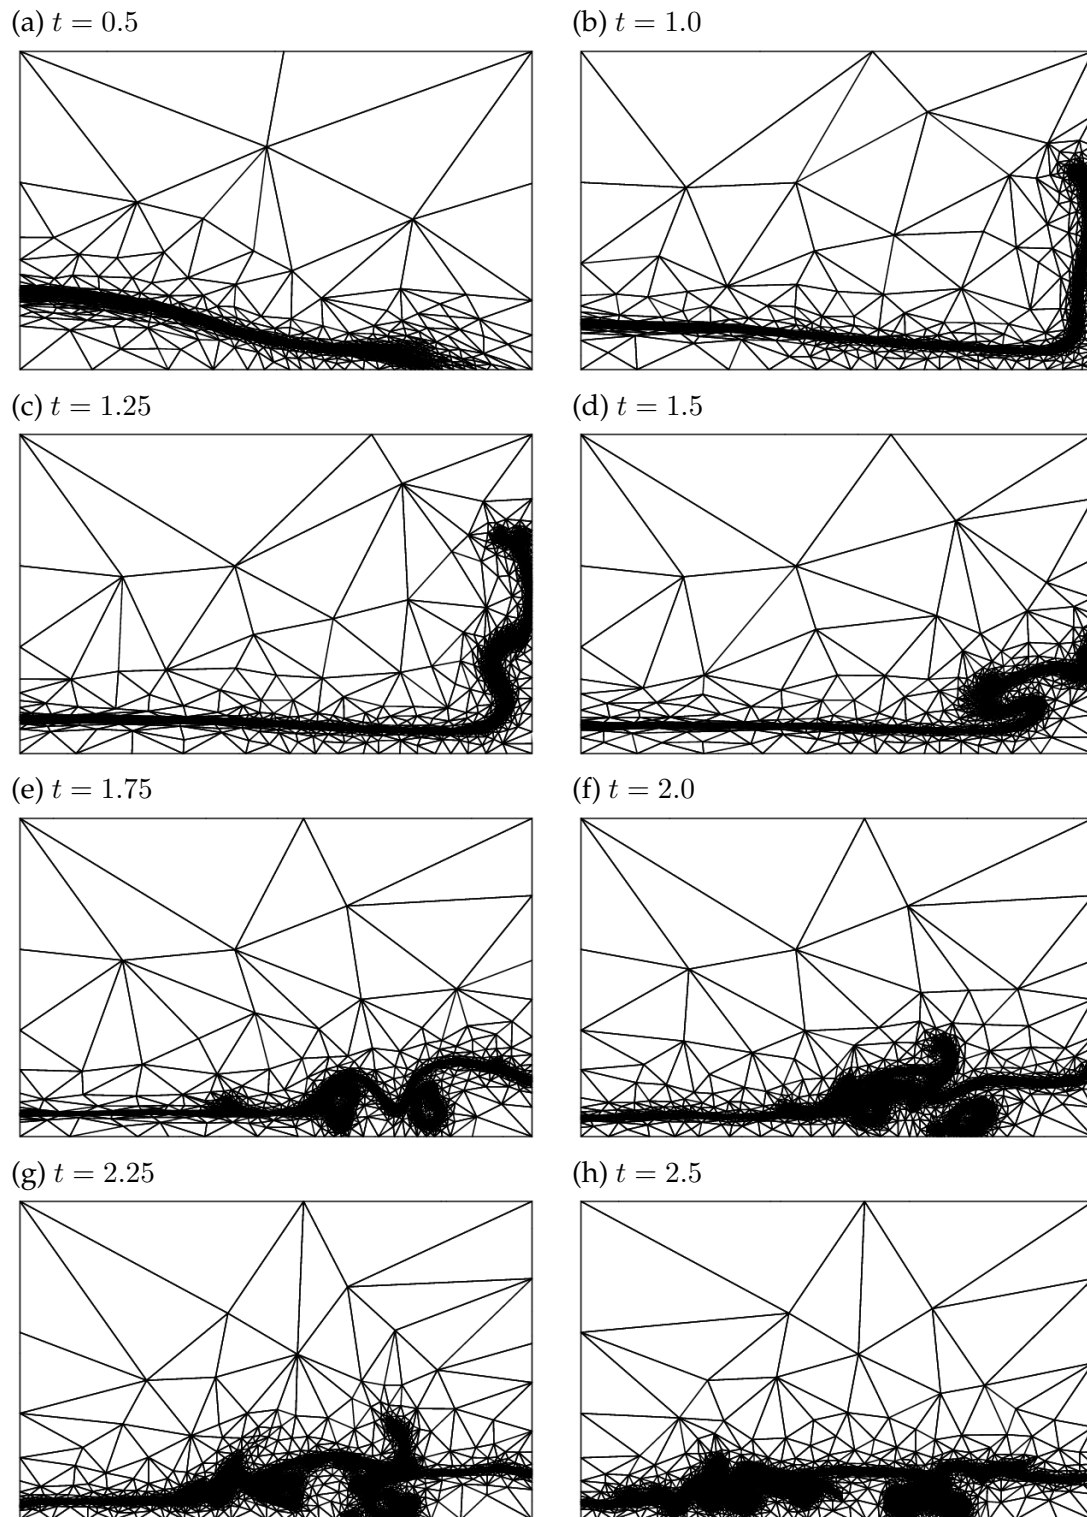 (a) t = 0.5
(b) t = 1.0
(c) t = 1.25
(d) t = 1.5
(e) t = 1.75
(f) t = 2.0
(g) t = 2.25
(h) t = 2.5